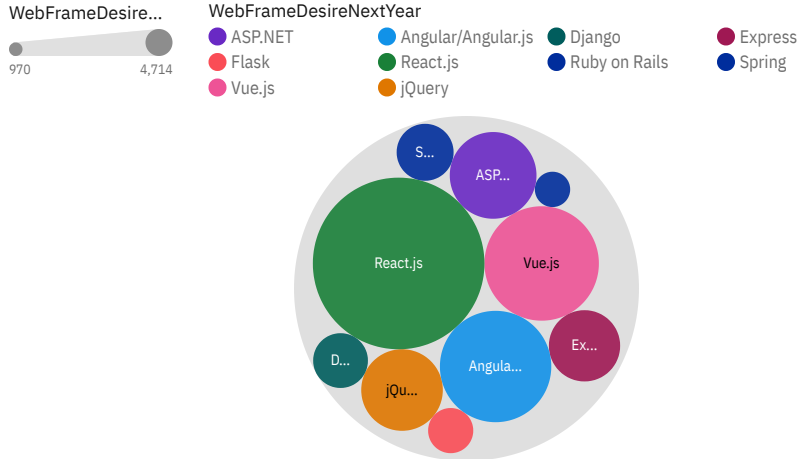 WebFrameDesire...
970
4,714
WebFrameDesireNextYear
ASP.NET
Angular/Angular.js
Django
Express
Flask
React.js
Ruby on Rails
Spring
Vue.js
jQuery
S...
ASP...
React.js
Vue.js
Ex...
D...
Angula...
jQu...